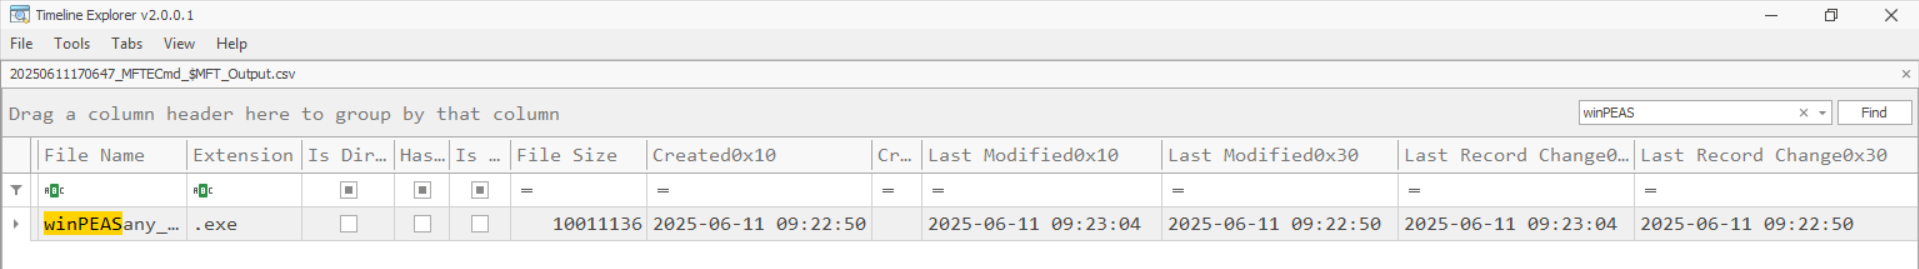 Timeline Explorer v2.0.0.1
File Tools Tabs View Help
20250611170647_MFTECmd_$MFT_Output.csv
Drag a column header here to group by that column
winPEAS Find
File Name Extension Is Dir… Has… Is … File Size Created0x10 Cr… Last Modified0x10 Last Modified0x30 Last Record Change0… Last Record Change0x30
ABC ABC = = = = = = =
winPEASany_… .exe 10011136 2025-06-11 09:22:50 2025-06-11 09:23:04 2025-06-11 09:22:50 2025-06-11 09:23:04 2025-06-11 09:22:50